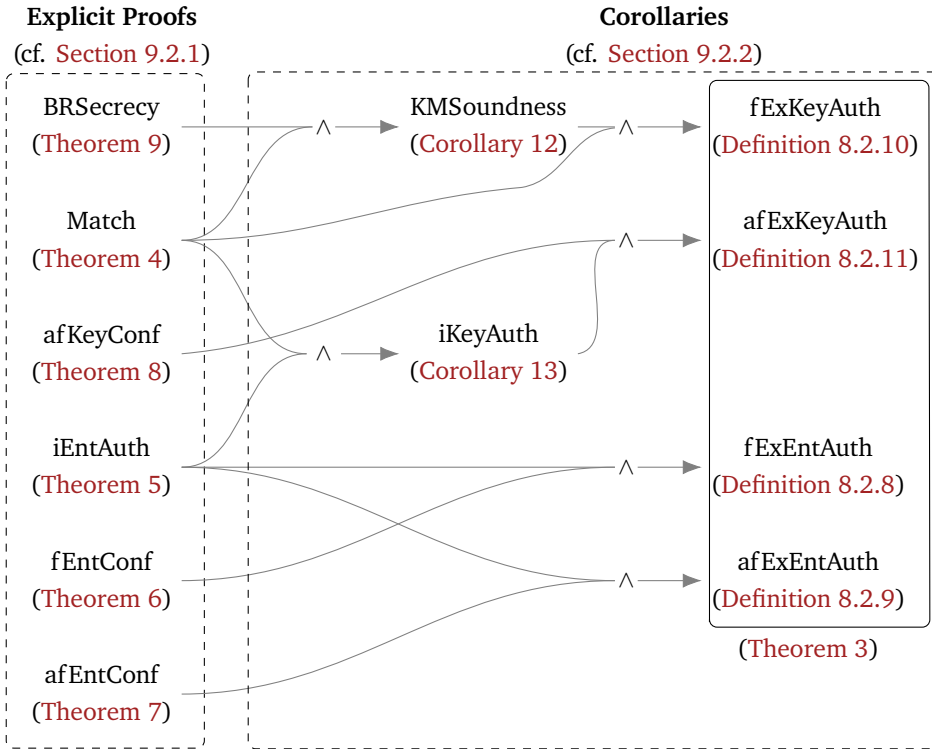 Explicit Proofs
(cf. Section 9.2.1)
Corollaries
(cf. Section 9.2.2)
BRSecrecy
(Theorem 9)
∧
KMSoundness
(Corollary 12)
∧
fExKeyAuth
(Definition 8.2.10)
Match
(Theorem 4)
∧
afExKeyAuth
(Definition 8.2.11)
afKeyConf
(Theorem 8)
∧
iKeyAuth
(Corollary 13)
iEntAuth
(Theorem 5)
∧
fExEntAuth
(Definition 8.2.8)
fEntConf
(Theorem 6)
∧
afExEntAuth
(Definition 8.2.9)
(Theorem 3)
afEntConf
(Theorem 7)